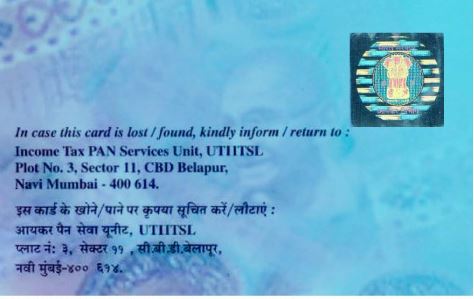 In case this card is lost / found, kindly inform / return to :
Income Tax PAN Services Unit, UTIITSL
Plot No. 3, Sector 11, CBD Belapur,
Navi Mumbai - 400 614.
इस कार्ड के खोने/पाने पर कृपया सूचित करें/लौटाएं :
आयकर पैन सेवा यूनीट, UTIITSL
प्लाट नं: ३, सेक्टर ११ , सी.बी.डी.बेलापूर,
नवी मुंबई-४०० ६१४.